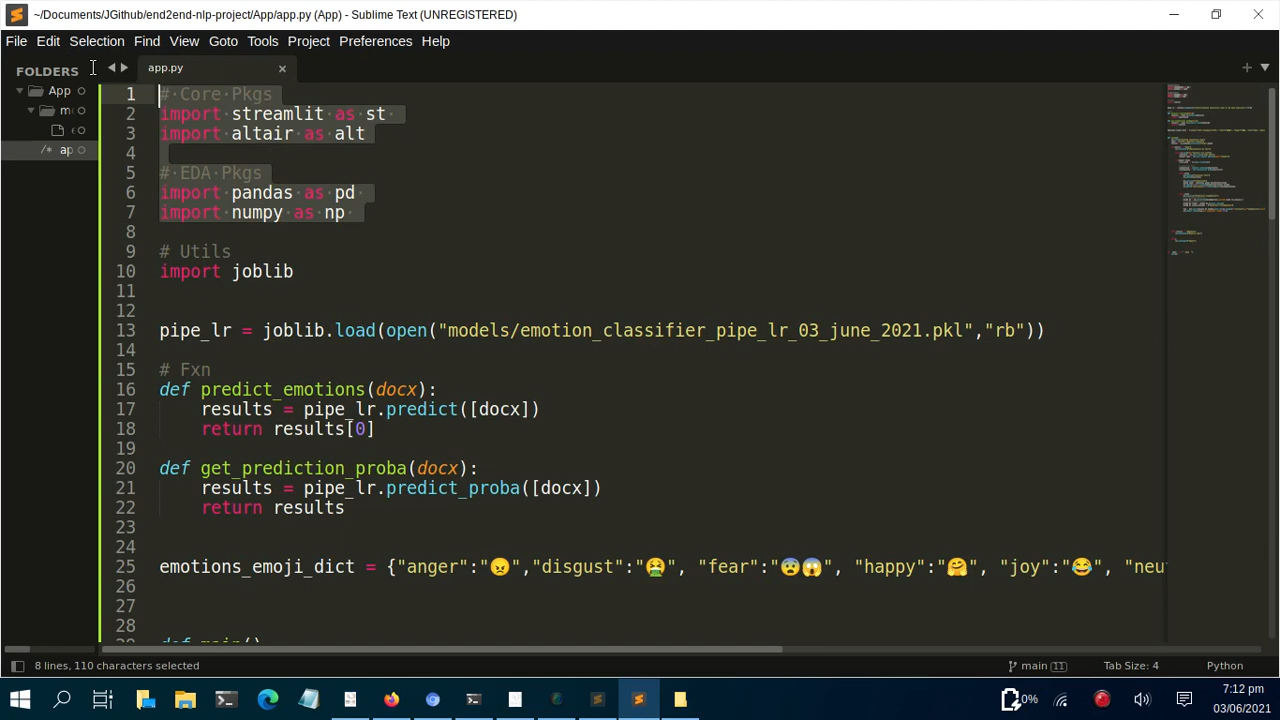 ~/Documents/JGithub/end2end-nlp-project/App/app.py (App) - Sublime Text (UNREGISTERED)
File Edit Selection Find View Goto Tools Project Preferences Help
FOLDERS
App
m
ap
app.py
1 # Core Pkgs
2 import streamlit as st
3 import altair as alt
4
5 # EDA Pkgs
6 import pandas as pd
7 import numpy as np
8
9 # Utils
10 import joblib
11
12
13 pipe_lr = joblib.load(open("models/emotion_classifier_pipe_lr_03_june_2021.pkl","rb"))
14
15 # Fxn
16 def predict_emotions(docx):
17     results = pipe_lr.predict([docx])
18     return results[0]
19
20 def get_prediction_proba(docx):
21     results = pipe_lr.predict_proba([docx])
22     return results
23
24
25 emotions_emoji_dict = {"anger":"😠","disgust":"🤮", "fear":"😨😱", "happy":"🤗", "joy":"😂", "neu
26
27
28
29 def main()
8 lines, 110 characters selected
main 11
Tab Size: 4
Python
0%
7:12 pm
03/06/2021